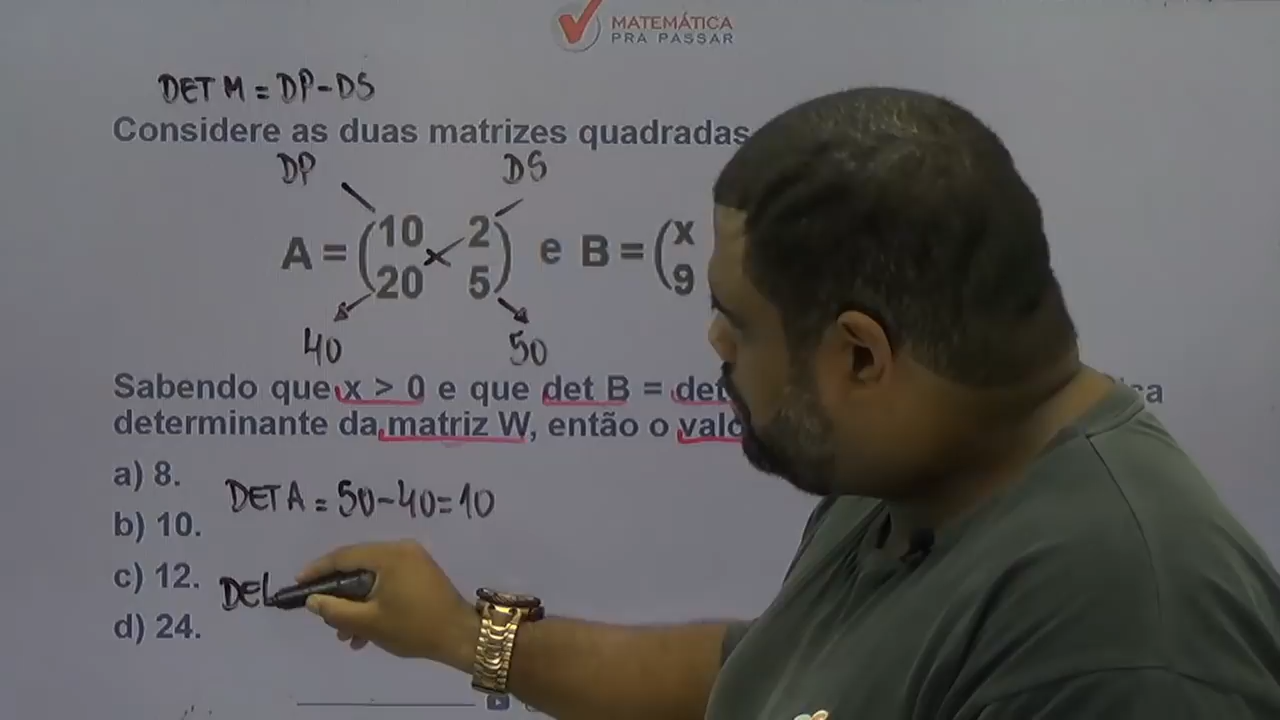 MATEMÁTICA
PRA PASSAR
DET M = DP-DS
Considere as duas matrizes quadradas
DP DS
A = (10 2 e B = (x
20 5) 9
40 50
Sabendo que x > 0 e que det B = det
determinante da matriz W, então o valo
a) 8.
DET A = 50-40=10
b) 10.
c) 12.
DE
d) 24.